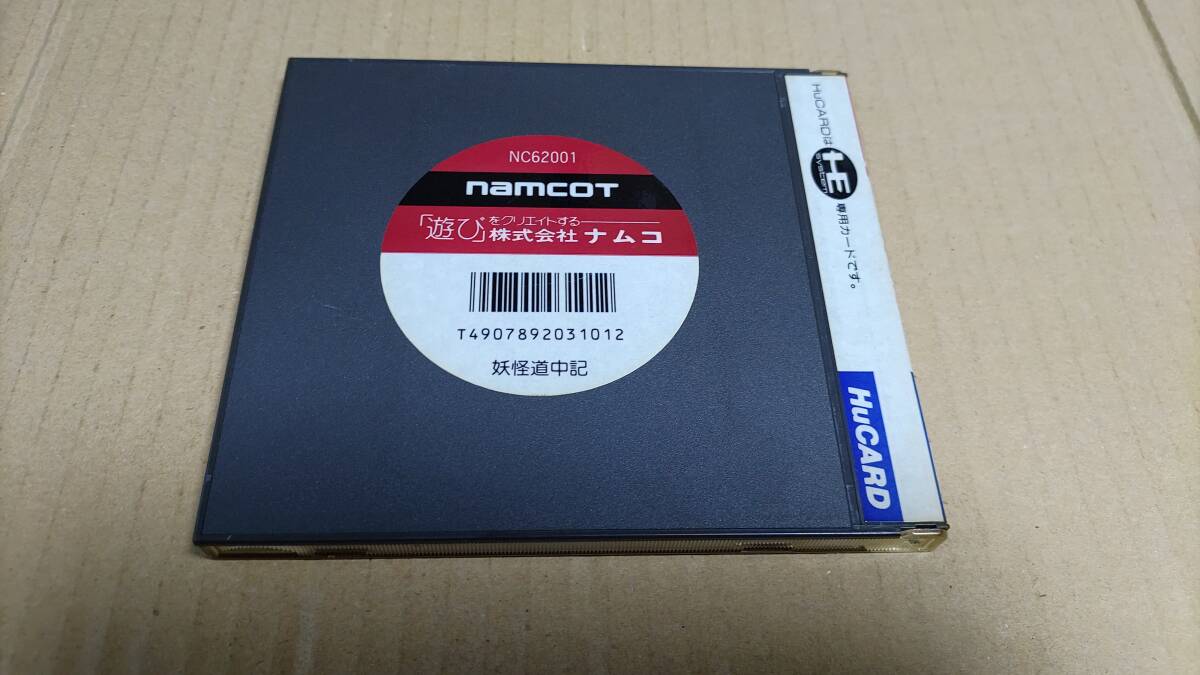 NC62001
namcoT
「遊び」をクリエイトする
株式会社ナムコ
T4907892031012
妖怪道中記
HuCARDは HE SYSTEM 専用カードです。
HuCARD